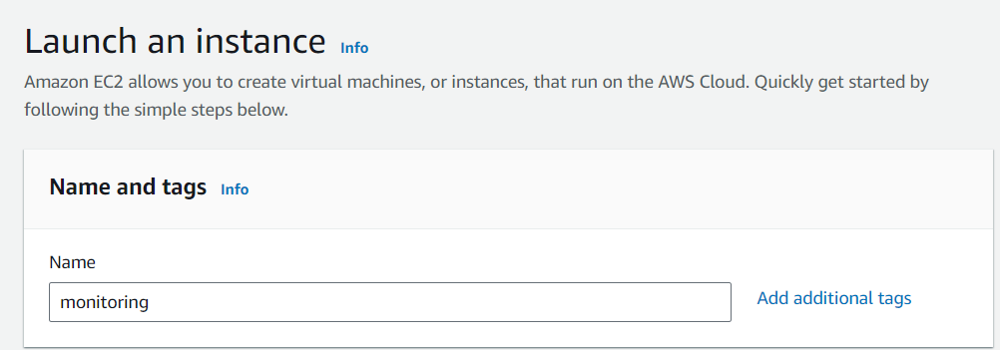 Launch an instance Info
Amazon EC2 allows you to create virtual machines, or instances, that run on the AWS Cloud. Quickly get started by
following the simple steps below.
Name and tags Info
Name
monitoring
Add additional tags